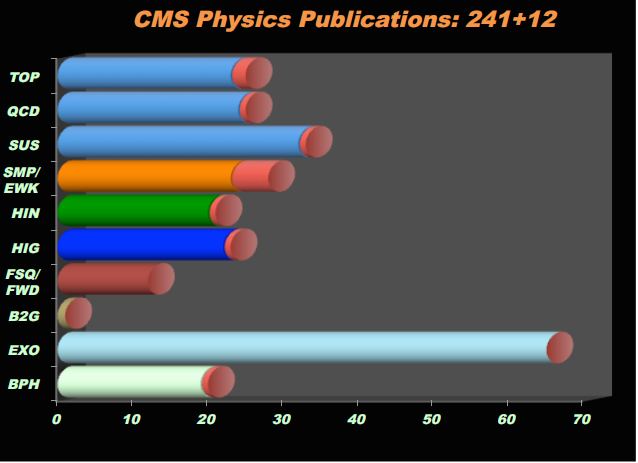 CMS Physics Publications: 241+12
TOP
QCD
SUS
SMP/
EWK
HIN
HIG
FSQ/
FWD
B2G
EXO
BPH
0 10 20 30 40 50 60 70